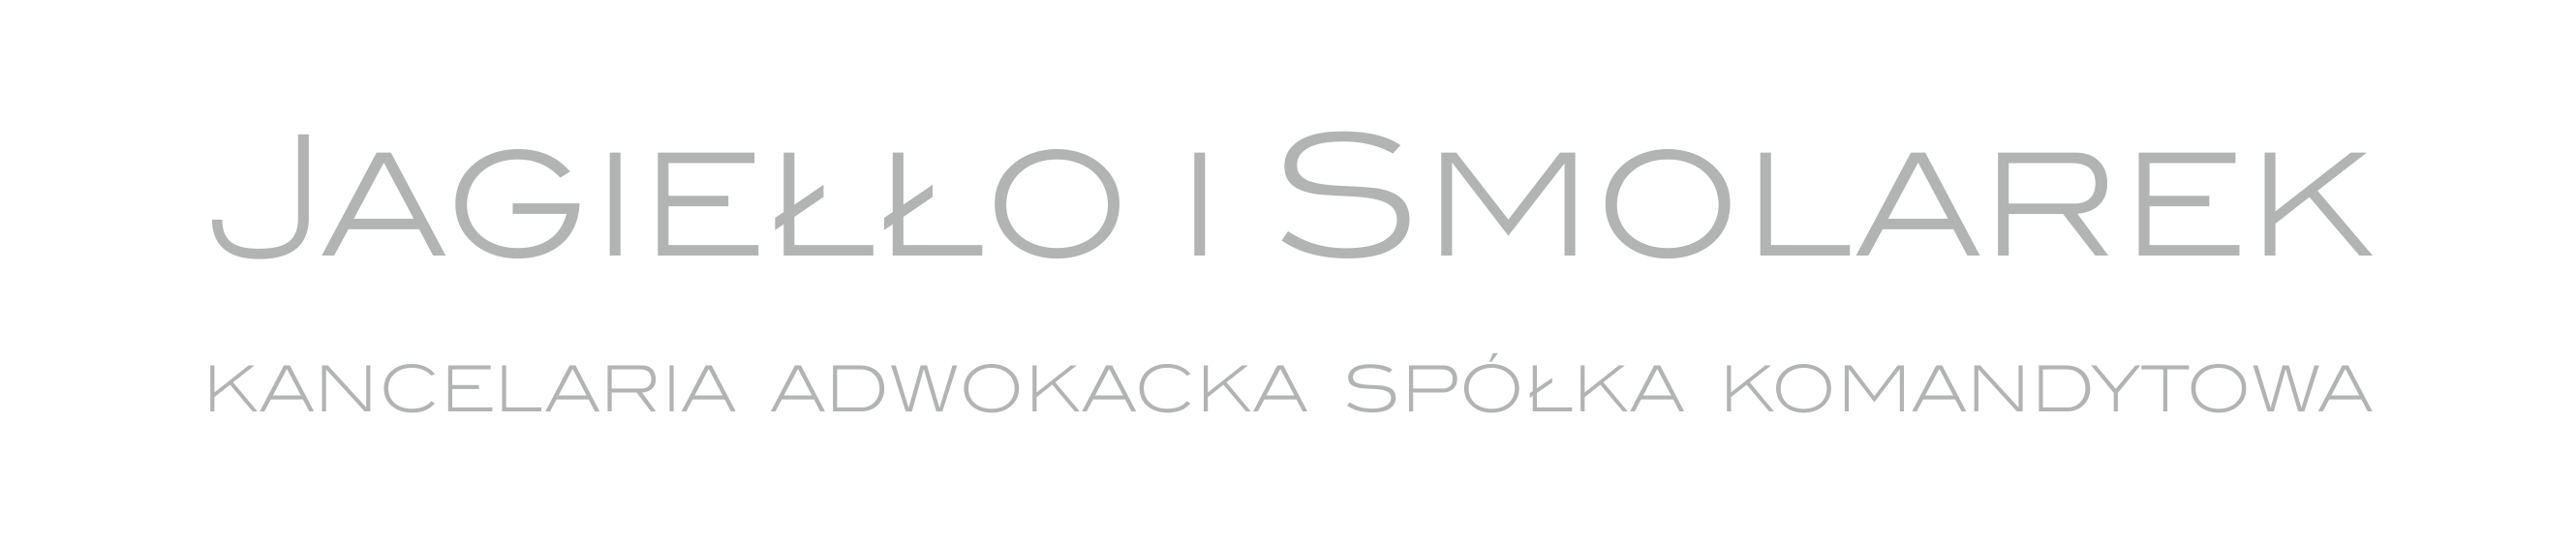 Jagiełło i Smolarek
kancelaria adwokacka spółka komandytowa